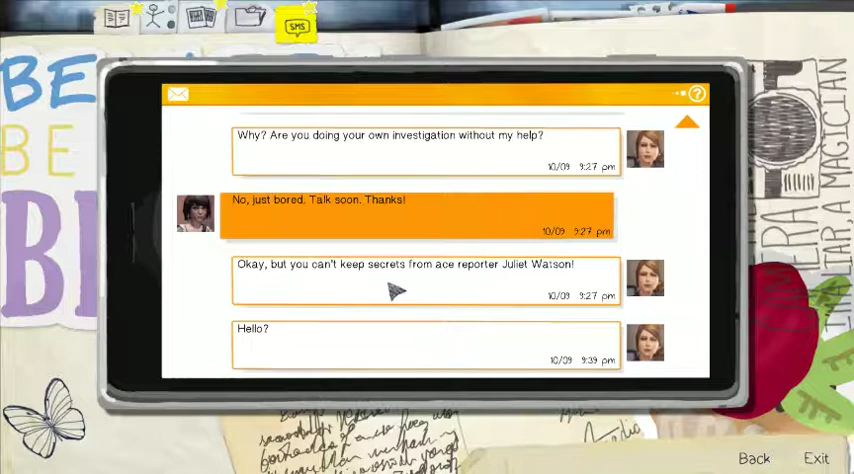 SMS
BE
BE
B
?
Why? Are you doing your own investigation without my help?
10/09 9:27 pm
No, just bored. Talk soon. Thanks!
10/09 9:27 pm
Okay, but you can't keep secrets from ace reporter Juliet Watson!
10/09 9:27 pm
Hello?
10/09 9:39 pm
A MAGICIAN
Back Exit